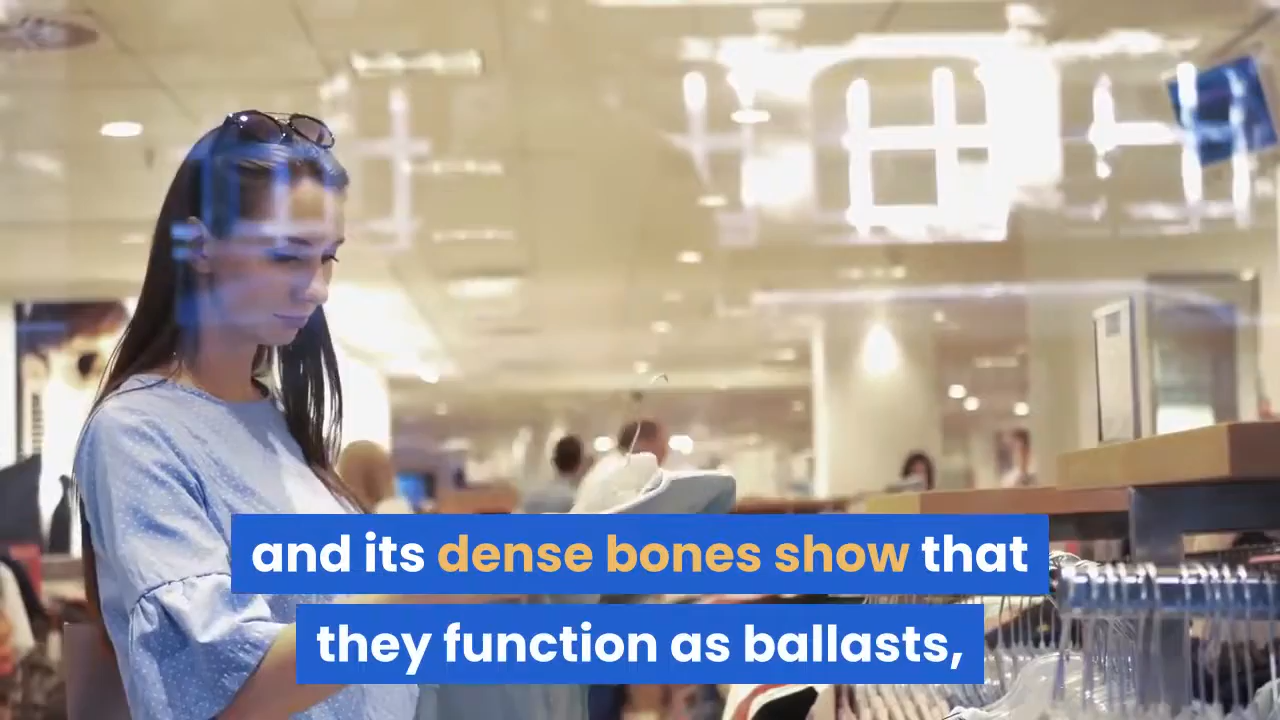 and its dense bones show that
they function as ballasts,